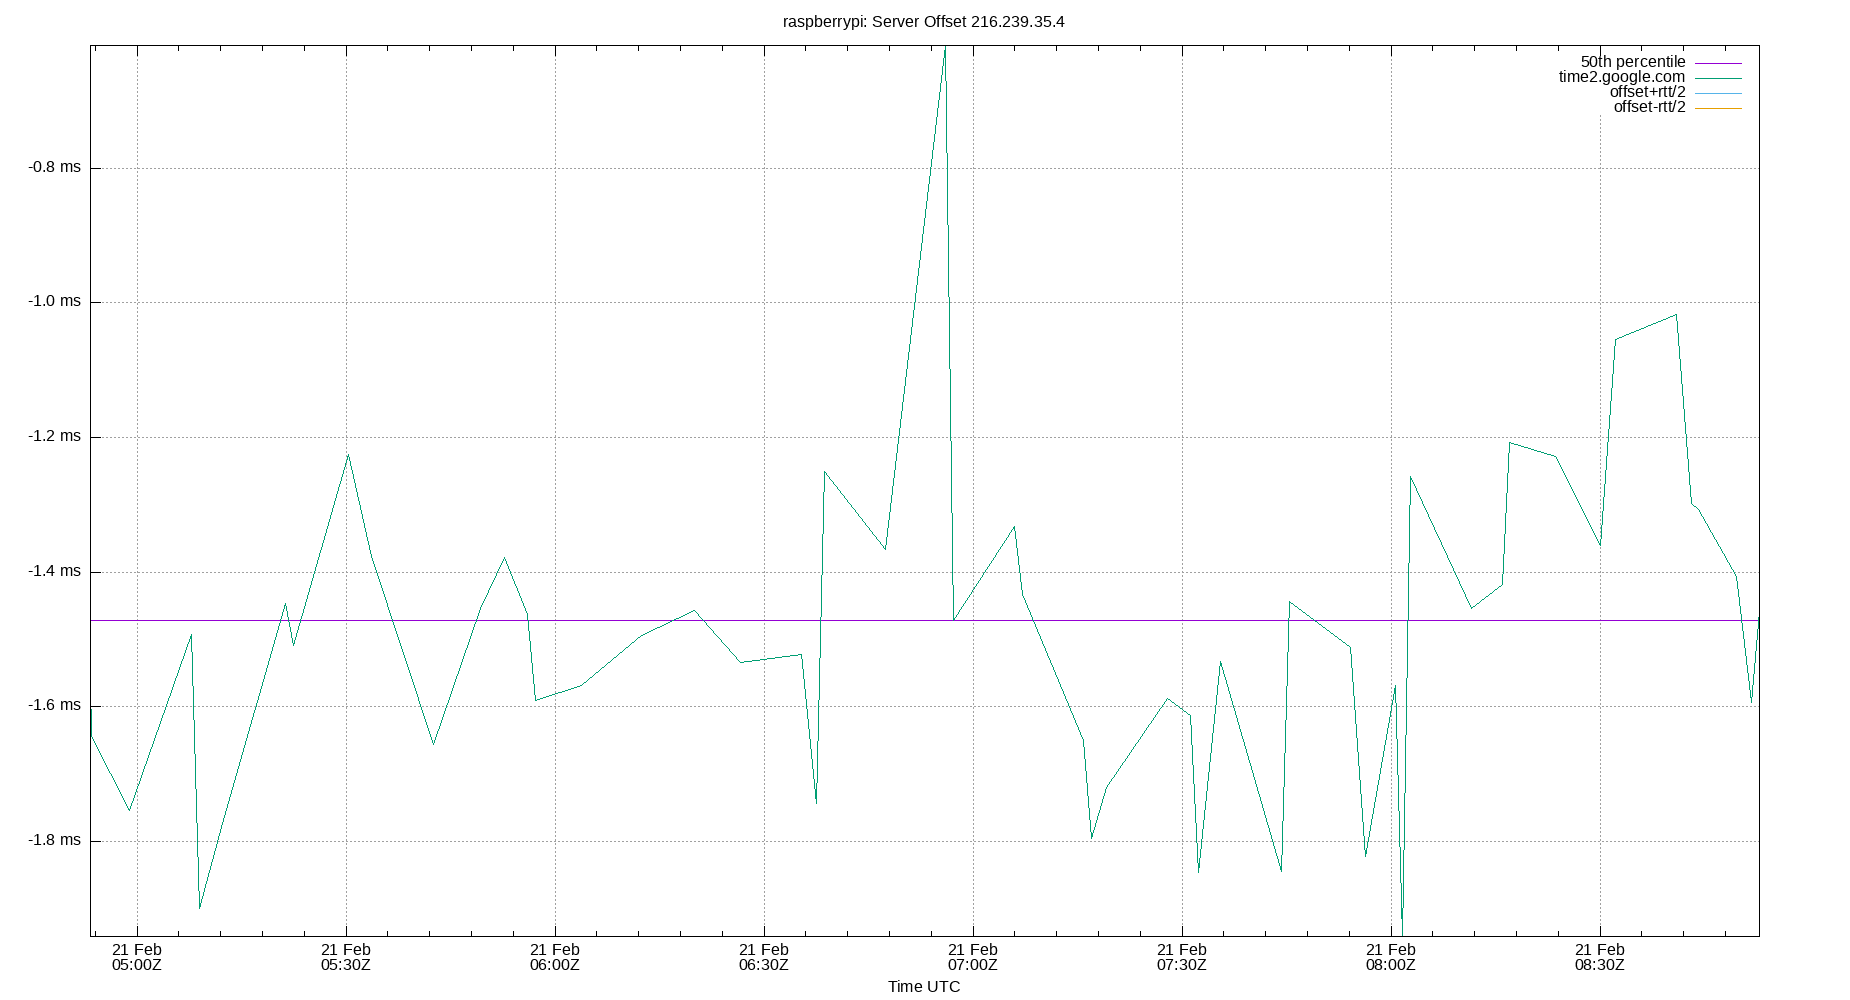 raspberrypi: Server Offset 216.239.35.4
50th percentile
time2.google.com
offset+rtt/2
offset-rtt/2
-0.8 ms
-1.0 ms
-1.2 ms
-1.4 ms
-1.6 ms
-1.8 ms
21 Feb 21 Feb 21 Feb 21 Feb 21 Feb 21 Feb 21 Feb 21 Feb
05:00Z 05:30Z 06:00Z 06:30Z 07:00Z 07:30Z 08:00Z 08:30Z
Time UTC